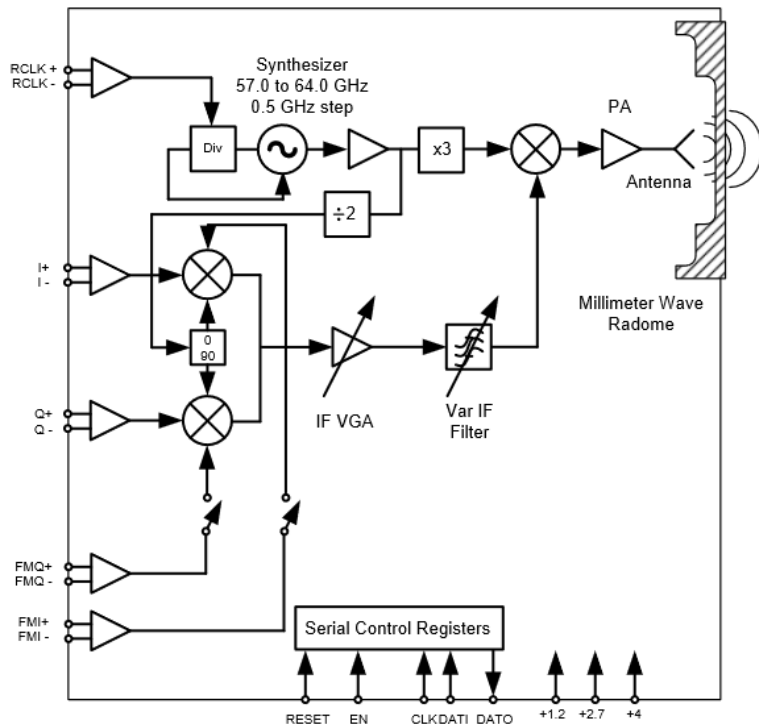 RCLK +
RCLK -
Synthesizer
57.0 to 64.0 GHz
0.5 GHz step
Div
x3
PA
Antenna
÷2
I+
I -
0
90
Millimeter Wave
Radome
Q+
Q -
IF VGA
Var IF
Filter
FMQ+
FMQ -
FMI+
FMI -
Serial Control Registers
RESET EN CLK DATI DATO +1.2 +2.7 +4